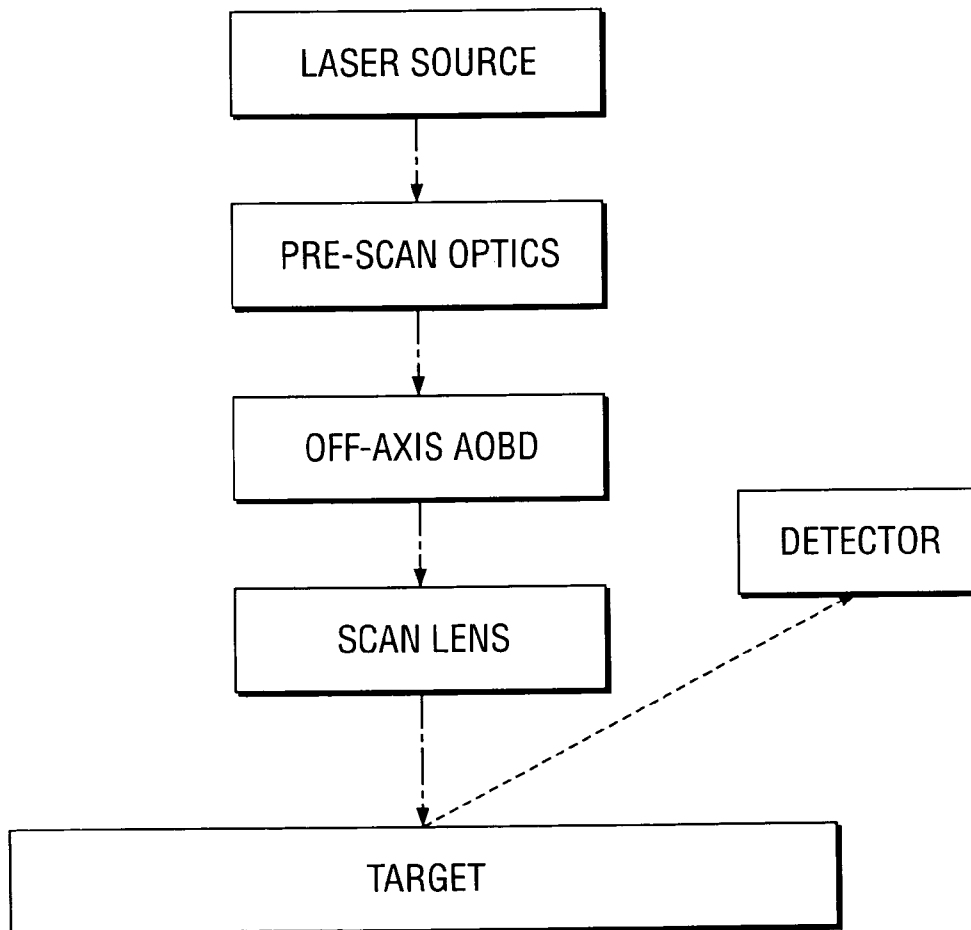 LASER SOURCE
PRE-SCAN OPTICS
OFF-AXIS AOBD
DETECTOR
SCAN LENS
TARGET